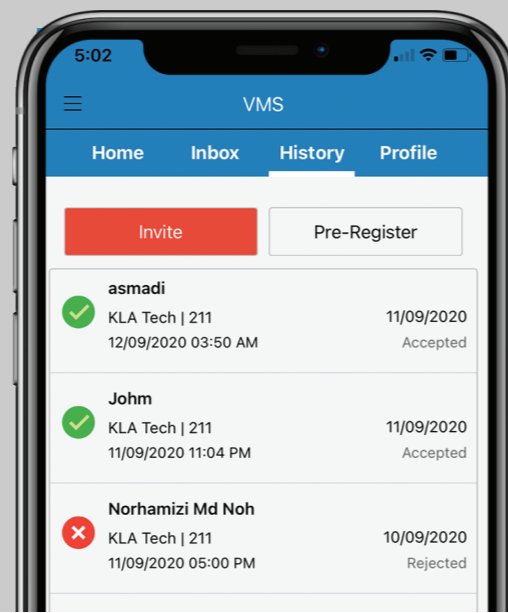 5:02
VMS
Home Inbox History Profile
Invite Pre-Register
asmadi
KLA Tech | 211 11/09/2020
12/09/2020 03:50 AM Accepted
Johm
KLA Tech | 211 11/09/2020
11/09/2020 11:04 PM Accepted
Norhamizi Md Noh
KLA Tech | 211 10/09/2020
11/09/2020 05:00 PM Rejected